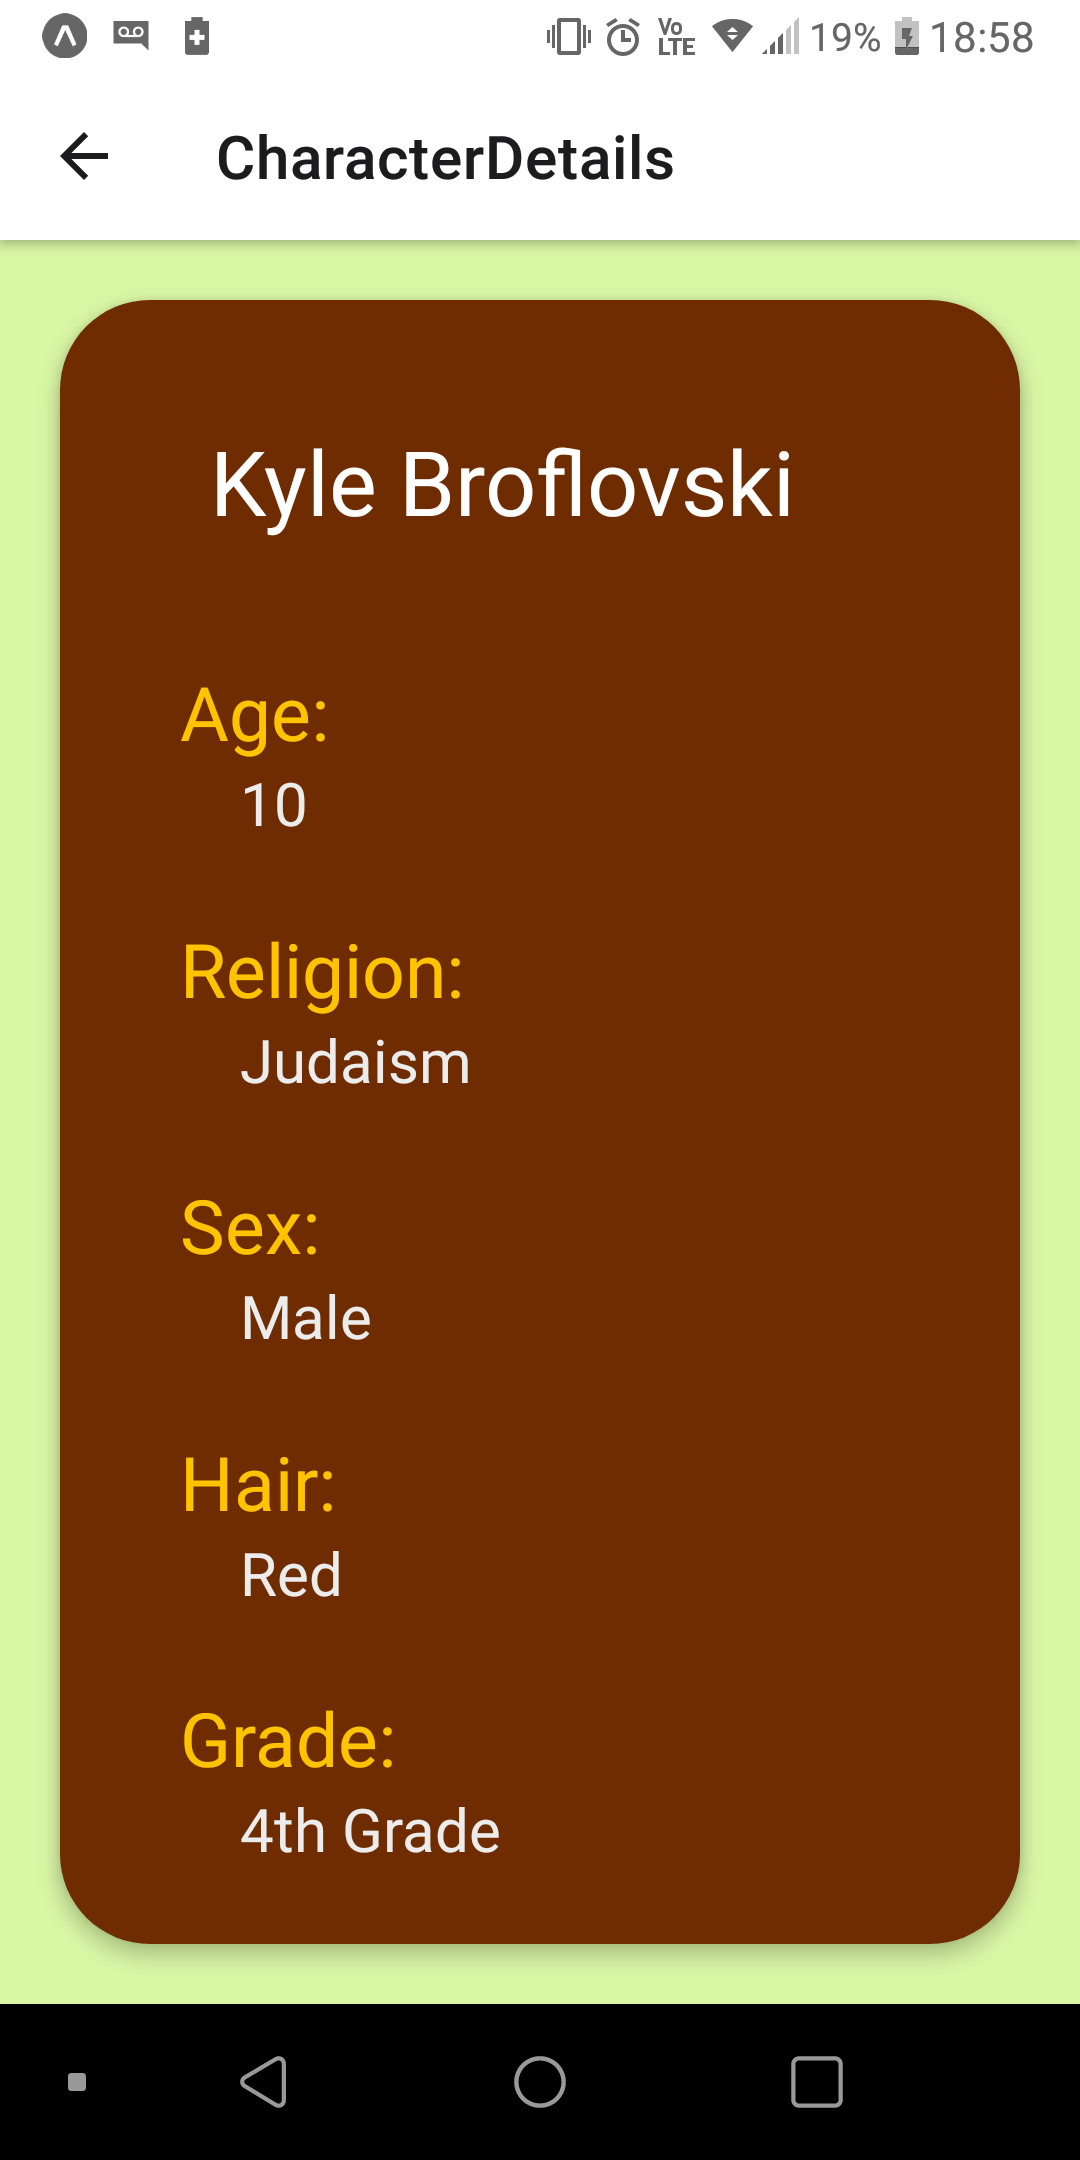 Vo LTE 19% 18:58
CharacterDetails
Kyle Broflovski
Age:
10
Religion:
Judaism
Sex:
Male
Hair:
Red
Grade:
4th Grade